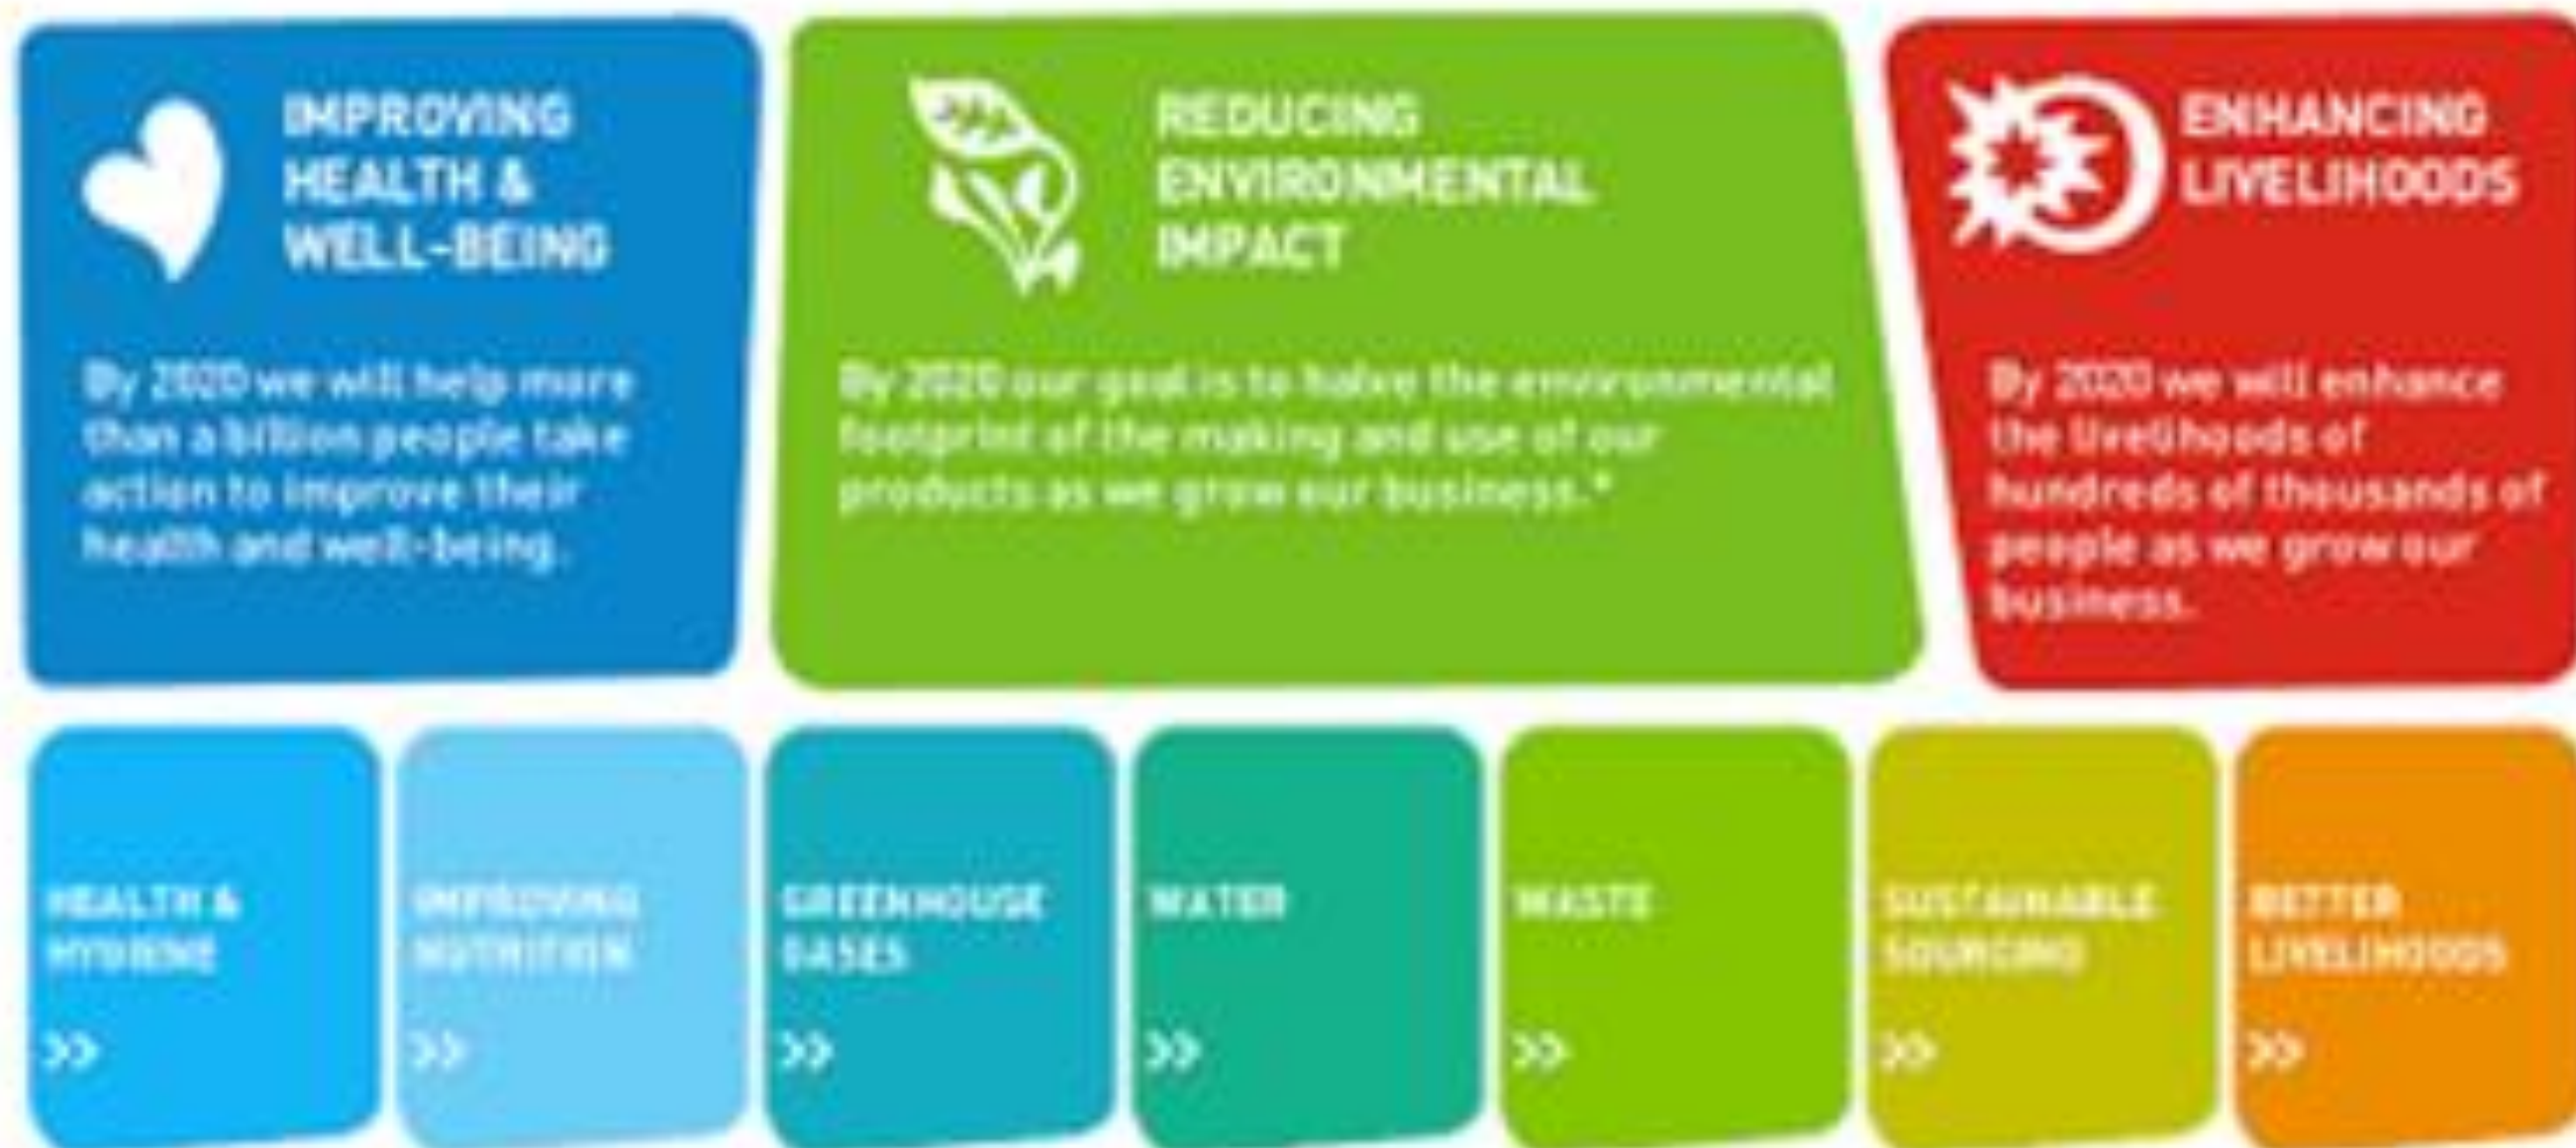 IMPROVING
HEALTH &
WELL-BEING
By 2020 we will help more
than a billion people take
action to improve their
health and well-being.
REDUCING
ENVIRONMENTAL
IMPACT
By 2020 our goal is to halve the environmental
footprint of the making and use of our
products as we grow our business.*
ENHANCING
LIVELIHOODS
By 2020 we will enhance
the livelihoods of
hundreds of thousands of
people as we grow our
business.
HEALTH &
HYGIENE
>>
IMPROVING
NUTRITION
>>
GREENHOUSE
GASES
>>
WATER
>>
WASTE
>>
SUSTAINABLE
SOURCING
>>
BETTER
LIVELIHOODS
>>